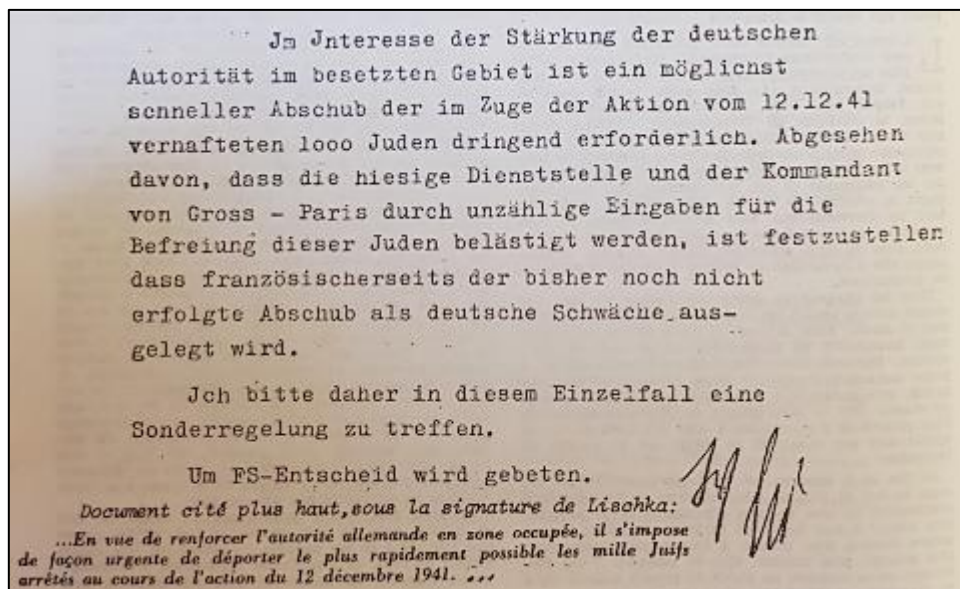 Jm Jnteresse der Stärkung der deutschen
Autorität im besetzten Gebiet ist ein möglichst
scnneller Abschub der im Zuge der Aktion vom 12.12.41
vernafteten 1ooo Juden dringend erforderlich. Abgesehen
davon, dass die hiesige Dienststelle und der Kommandant
von Gross - Paris durch unzählige Eingaben für die
Befreiung dieser Juden belästigt werden, ist festzustellen
dass französischerseits der bisher noch nicht
erfolgte Abschub als deutsche Schwäche aus-
gelegt wird.
Jch bitte daher in diesem Einzelfall eine
Sonderregelung zu treffen.
Um FS-Entscheid wird gebeten.
Document cité plus haut, sous la signature de Lischka:
...En vue de renforcer l'autorité allemande en zone occupée, il s'impose
de façon urgente de déporter le plus rapidement possible les mille Juifs
arrêtés au cours de l'action du 12 décembre 1941. ...